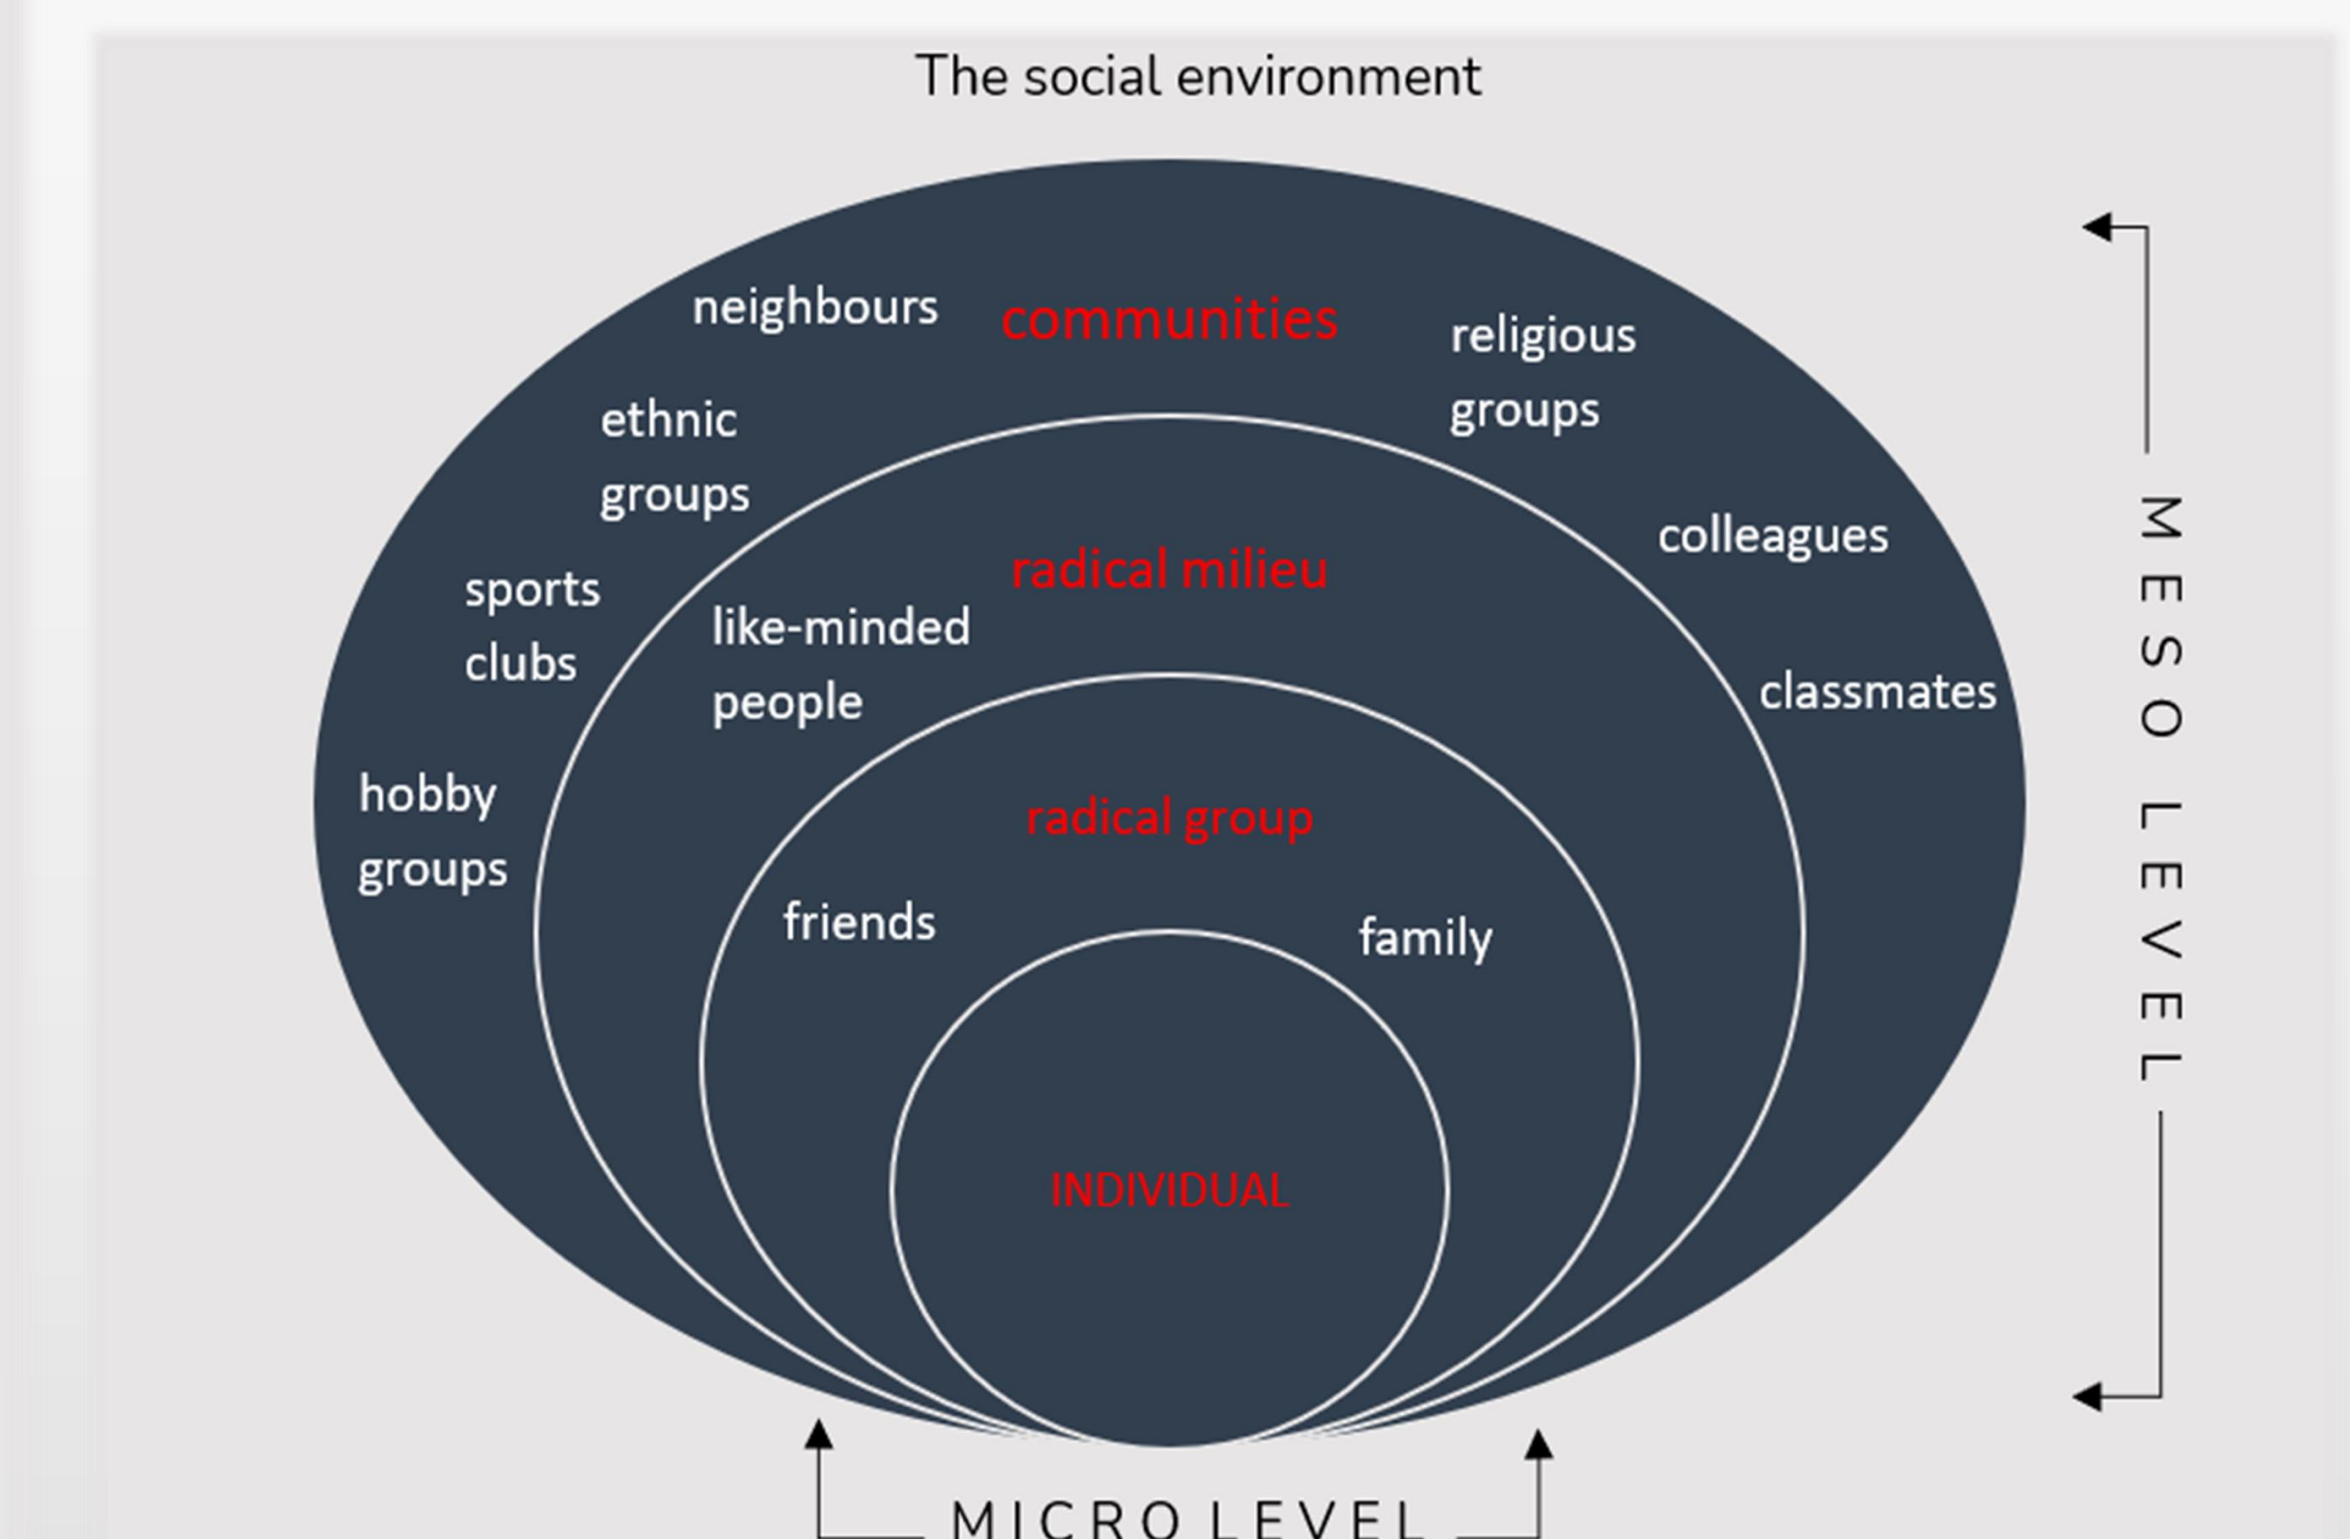 The social environment
neighbours
communities
religious
groups
ethnic
groups
colleagues
sports
clubs
radical milieu
like-minded
people
classmates
hobby
groups
radical group
friends
family
INDIVIDUAL
MESO LEVEL
MICRO LEVEL